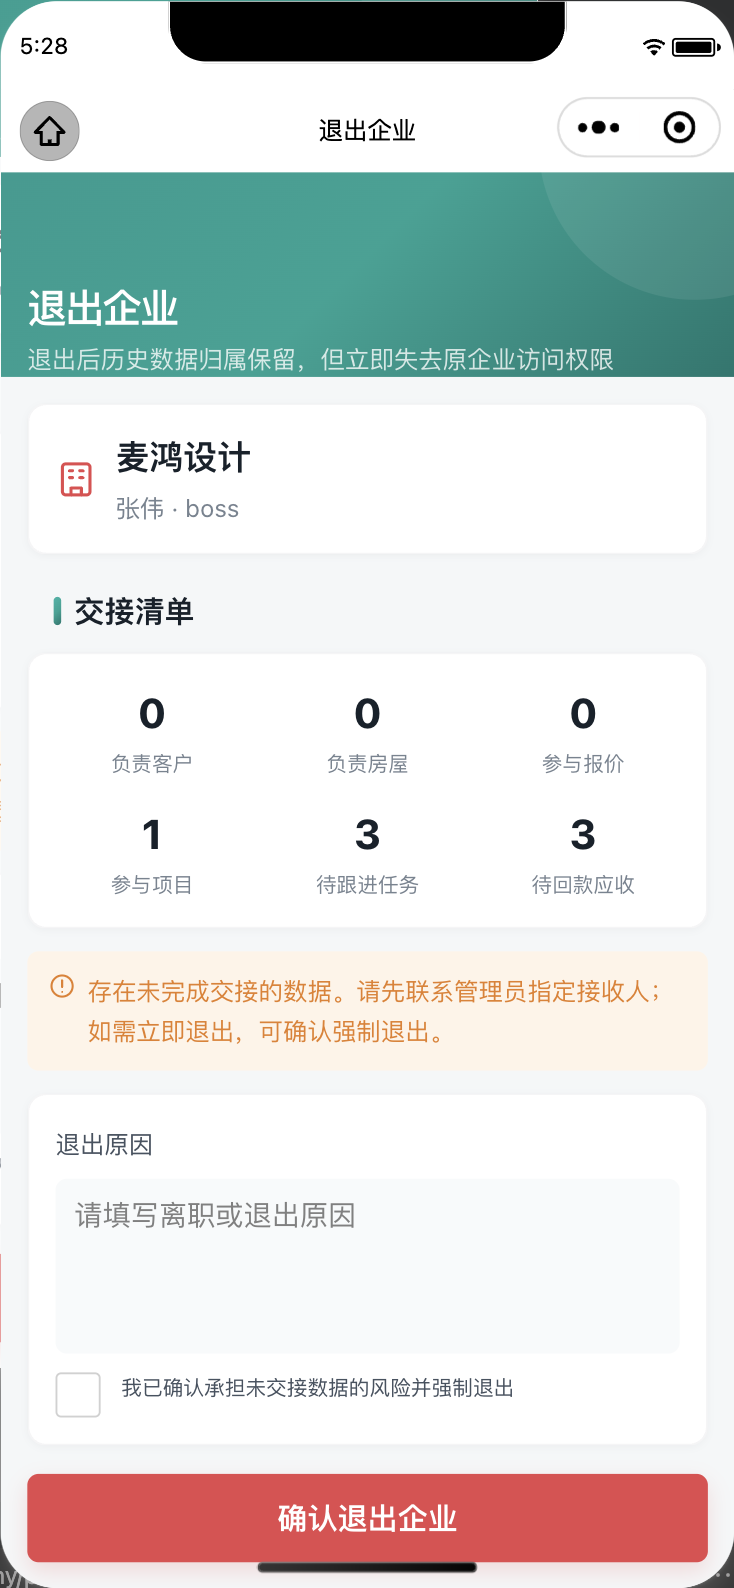 5:28
退出企业
退出企业
退出后历史数据归属保留，但立即失去原企业访问权限
麦鸿设计
张伟 · boss
交接清单
0 0 0
负责客户 负责房屋 参与报价
1 3 3
参与项目 待跟进任务 待回款应收
存在未完成交接的数据。请先联系管理员指定接收人；
如需立即退出，可确认强制退出。
退出原因
请填写离职或退出原因
我已确认承担未交接数据的风险并强制退出
确认退出企业